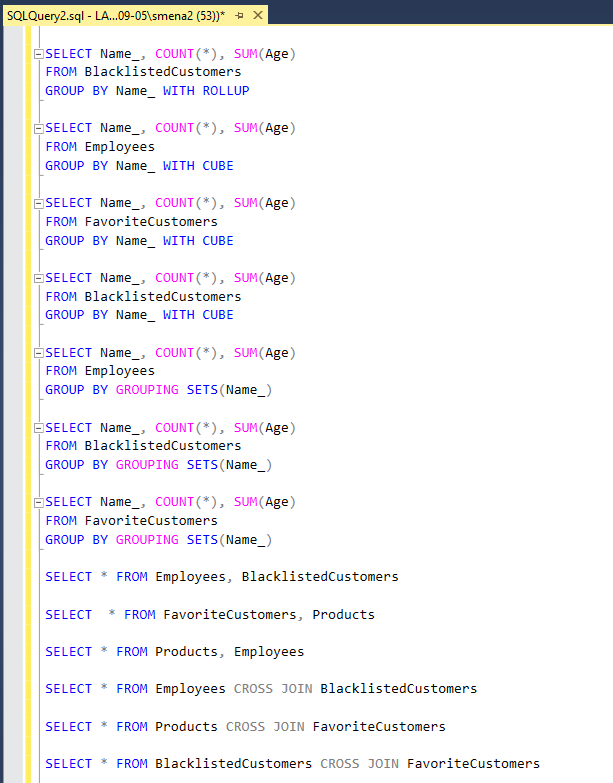 SQLQuery2.sql - LA...09-05\smena2 (53))*
SELECT Name_, COUNT(*), SUM(Age)
FROM BlacklistedCustomers
GROUP BY Name_ WITH ROLLUP
SELECT Name_, COUNT(*), SUM(Age)
FROM Employees
GROUP BY Name_ WITH CUBE
SELECT Name_, COUNT(*), SUM(Age)
FROM FavoriteCustomers
GROUP BY Name_ WITH CUBE
SELECT Name_, COUNT(*), SUM(Age)
FROM BlacklistedCustomers
GROUP BY Name_ WITH CUBE
SELECT Name_, COUNT(*), SUM(Age)
FROM Employees
GROUP BY GROUPING SETS(Name_)
SELECT Name_, COUNT(*), SUM(Age)
FROM BlacklistedCustomers
GROUP BY GROUPING SETS(Name_)
SELECT Name_, COUNT(*), SUM(Age)
FROM FavoriteCustomers
GROUP BY GROUPING SETS(Name_)
SELECT * FROM Employees, BlacklistedCustomers
SELECT  * FROM FavoriteCustomers, Products
SELECT * FROM Products, Employees
SELECT * FROM Employees CROSS JOIN BlacklistedCustomers
SELECT * FROM Products CROSS JOIN FavoriteCustomers
SELECT * FROM BlacklistedCustomers CROSS JOIN FavoriteCustomers